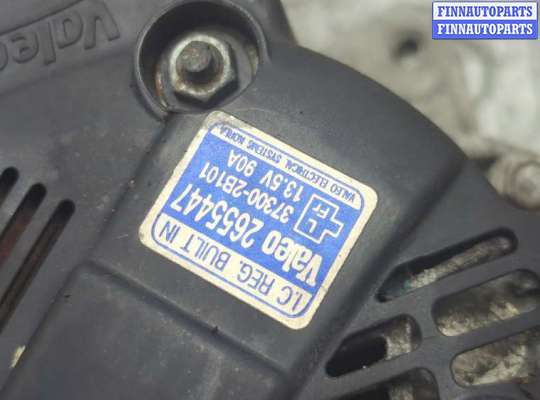 FINNAUTOPARTS
FINNAUTOPARTS
Valeo
I.C REG. BUILT IN
Valeo 2655447
37300-2B101
13.5V 90A
VALEO ELECTRICAL SYSTEMS KOREA
L